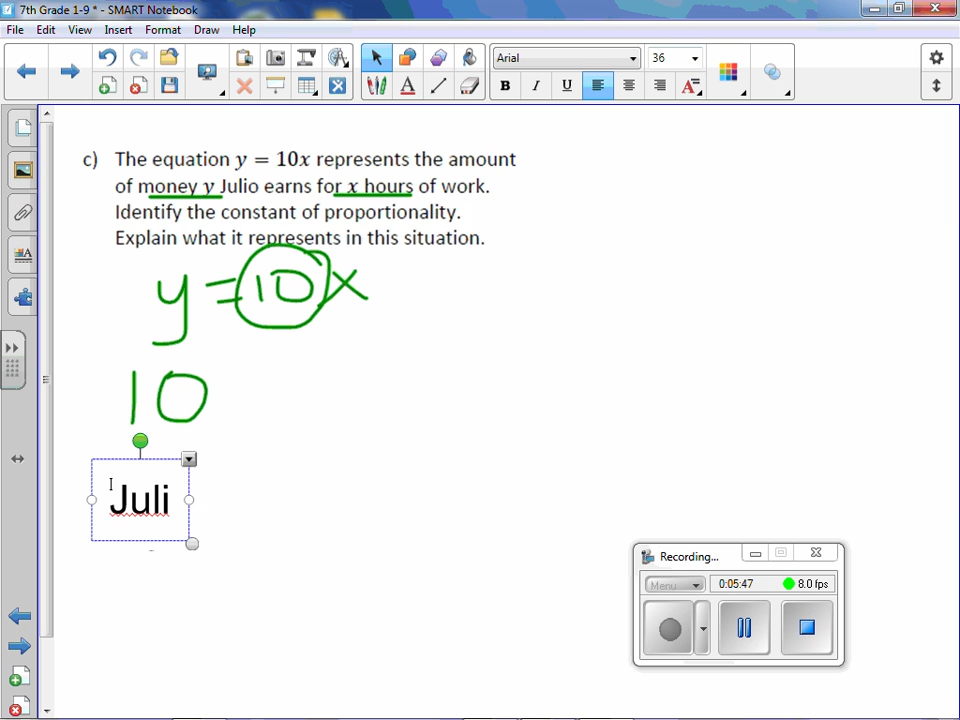 7th Grade 1-9 * - SMART Notebook
File Edit View Insert Format Draw Help
Arial 36
B I U A
c) The equation y = 10x represents the amount
of money y Julio earns for x hours of work.
Identify the constant of proportionality.
Explain what it represents in this situation.
y = 10x
10
Juli
Recording...
Menu 0:05:47 8.0 fps